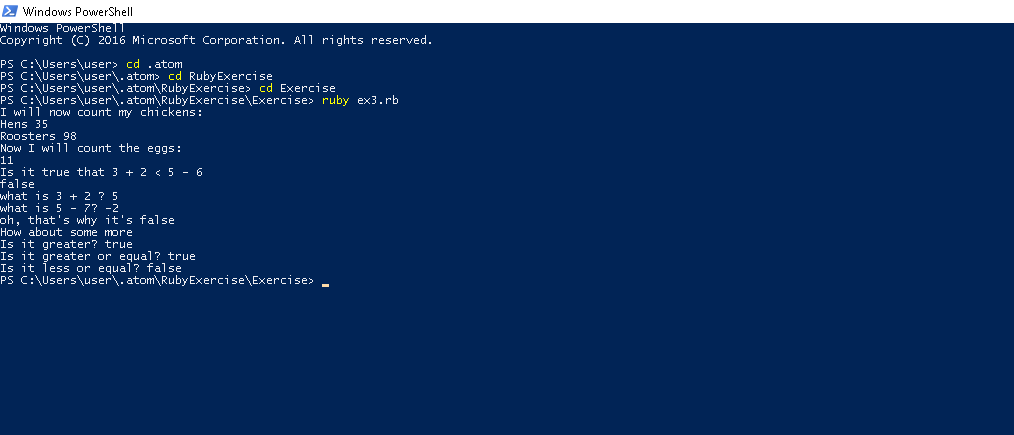 Windows PowerShell
Windows PowerShell
Copyright (C) 2016 Microsoft Corporation. All rights reserved.
PS C:\Users\user> cd .atom
PS C:\Users\user\.atom> cd RubyExercise
PS C:\Users\user\.atom\RubyExercise> cd Exercise
PS C:\Users\user\.atom\RubyExercise\Exercise> ruby ex3.rb
I will now count my chickens:
Hens 35
Roosters 98
Now I will count the eggs:
11
Is it true that 3 + 2 < 5 - 6
false
what is 3 + 2 ? 5
what is 5 - 7? -2
oh, that's why it's false
How about some more
Is it greater? true
Is it greater or equal? true
Is it less or equal? false
PS C:\Users\user\.atom\RubyExercise\Exercise>